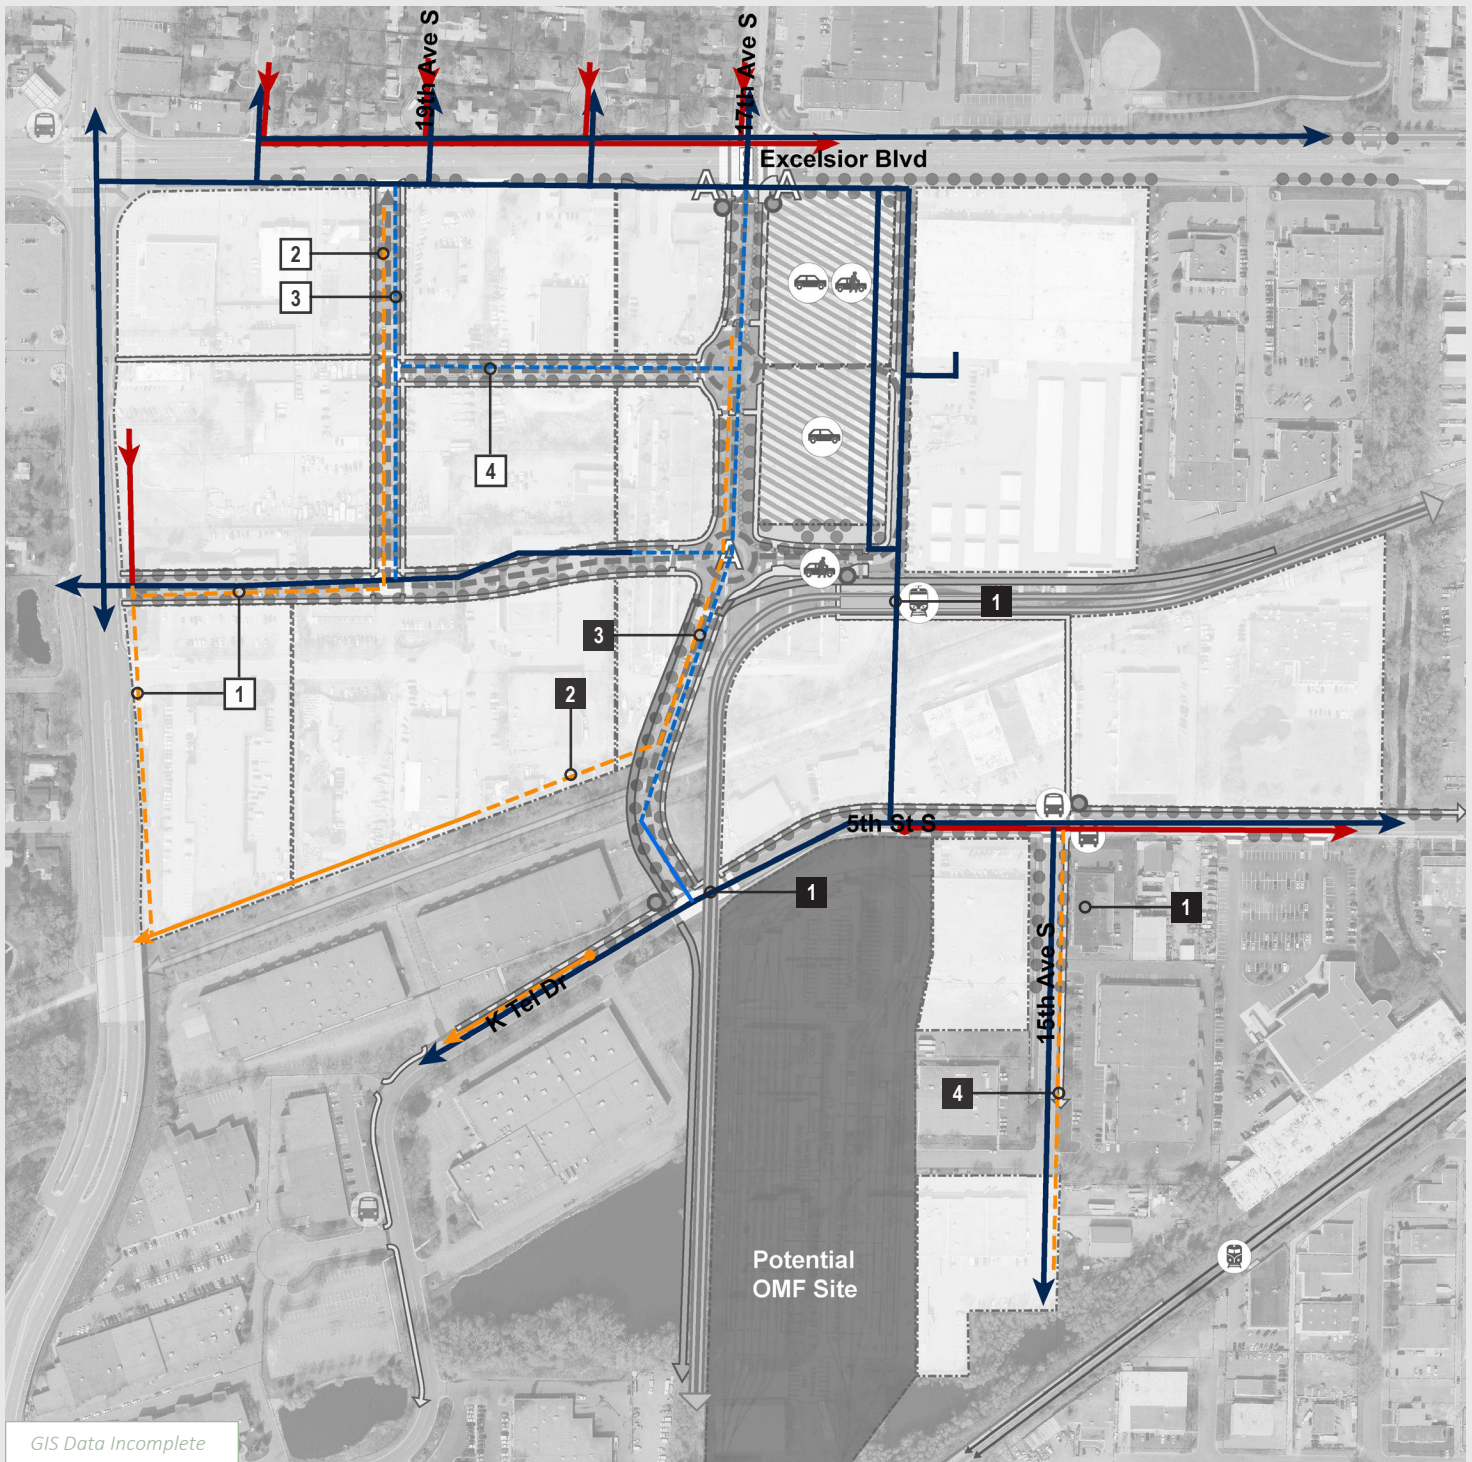 19th Ave S
17th Ave S
Excelsior Blvd
A
A
2
3
4
A
1
3
1
2
5th St S
1
1
K Tel Dr
15th Ave S
4
Potential
OMF Site
GIS Data Incomplete